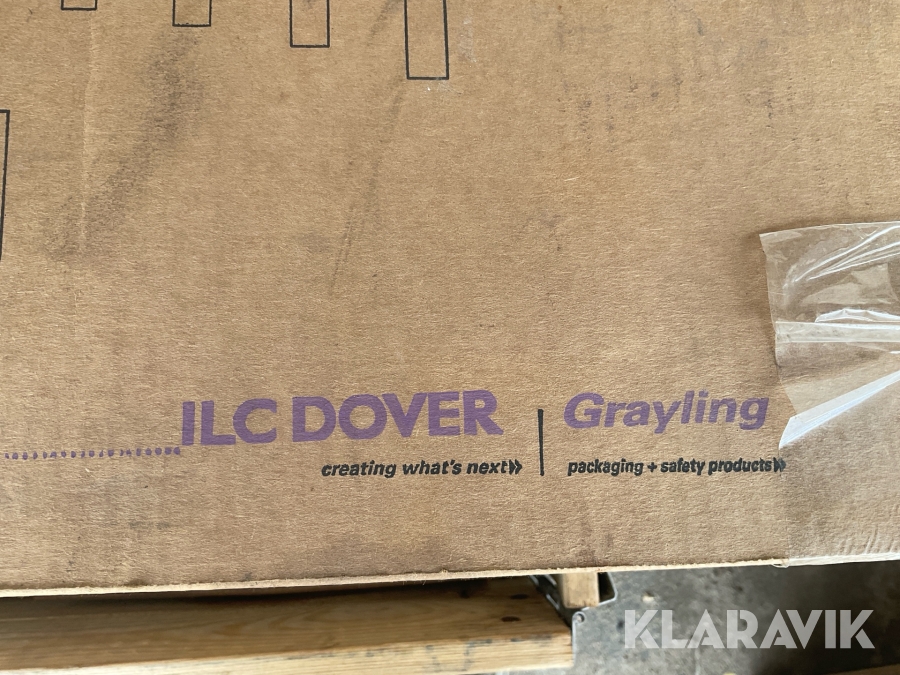 ILC DOVER | Grayling
creating what's next» | packaging + safety products»
KLARAVIK